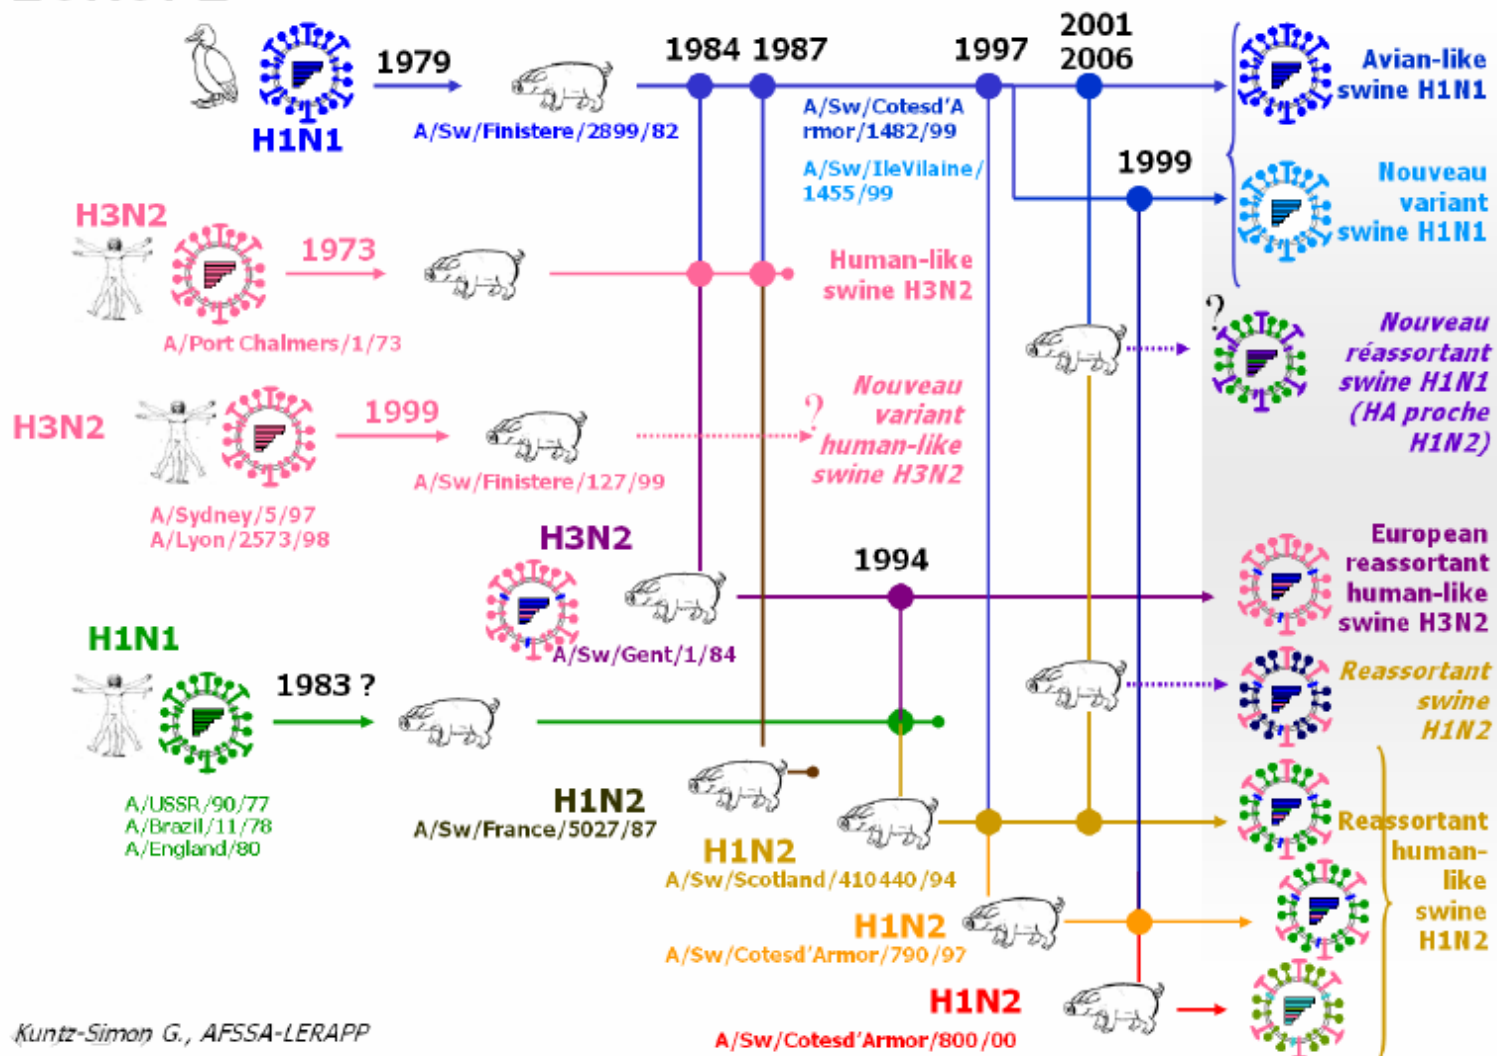 1979
1984
1987
1997
2001
2006
H1N1
A/Sw/Finistere/2899/82
A/Sw/Cotesd'A
rmor/1482/99
A/Sw/IleVilaine/
1455/99
1999
Avian-like
swine H1N1
Nouveau
variant
swine H1N1
H3N2
1973
A/Port Chalmers/1/73
Human-like
swine H3N2
?
Nouveau
réassortant
swine H1N1
(HA proche
H1N2)
H3N2
1999
A/Sw/Finistere/127/99
?
Nouveau
variant
human-like
swine H3N2
A/Sydney/5/97
A/Lyon/2573/98
H3N2
A/Sw/Gent/1/84
1994
European
reassortant
human-like
swine H3N2
H1N1
1983 ?
A/USSR/90/77
A/Brazil/11/78
A/England/80
Reassortant
swine
H1N2
H1N2
A/Sw/France/5027/87
H1N2
A/Sw/Scotland/410440/94
Reassortant
human-
like
swine
H1N2
H1N2
A/Sw/Cotesd'Armor/790/97
H1N2
A/Sw/Cotesd'Armor/800/00
Kuntz-Simon G., AFSSA-LERAPP